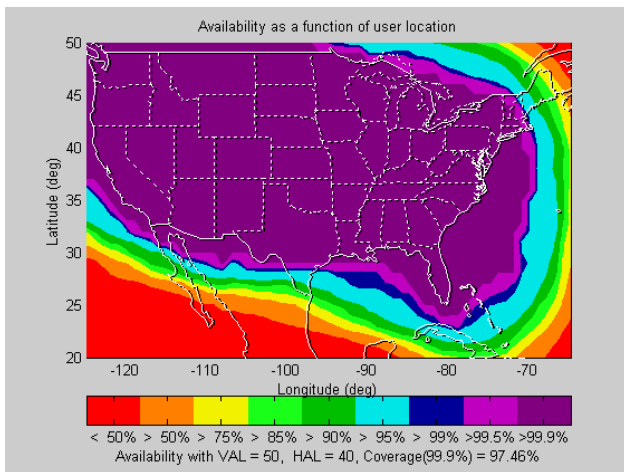 Availability as a function of user location
50
45
40
35
30
25
20
Latitude (deg)
-120 -110 -100 -90 -80 -70
Longitude (deg)
< 50% > 50% > 75% > 85% > 90% > 95% > 99% >99.5% >99.9%
Availability with VAL = 50, HAL = 40, Coverage(99.9%) = 97.46%